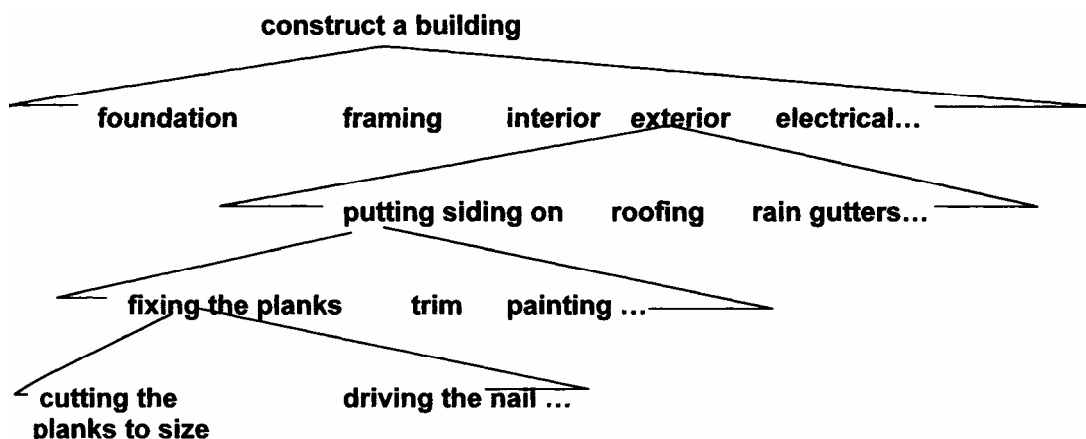 construct a building
foundation framing interior exterior electrical...
putting siding on roofing rain gutters...
fixing the planks trim painting ...
cutting the driving the nail ...
planks to size